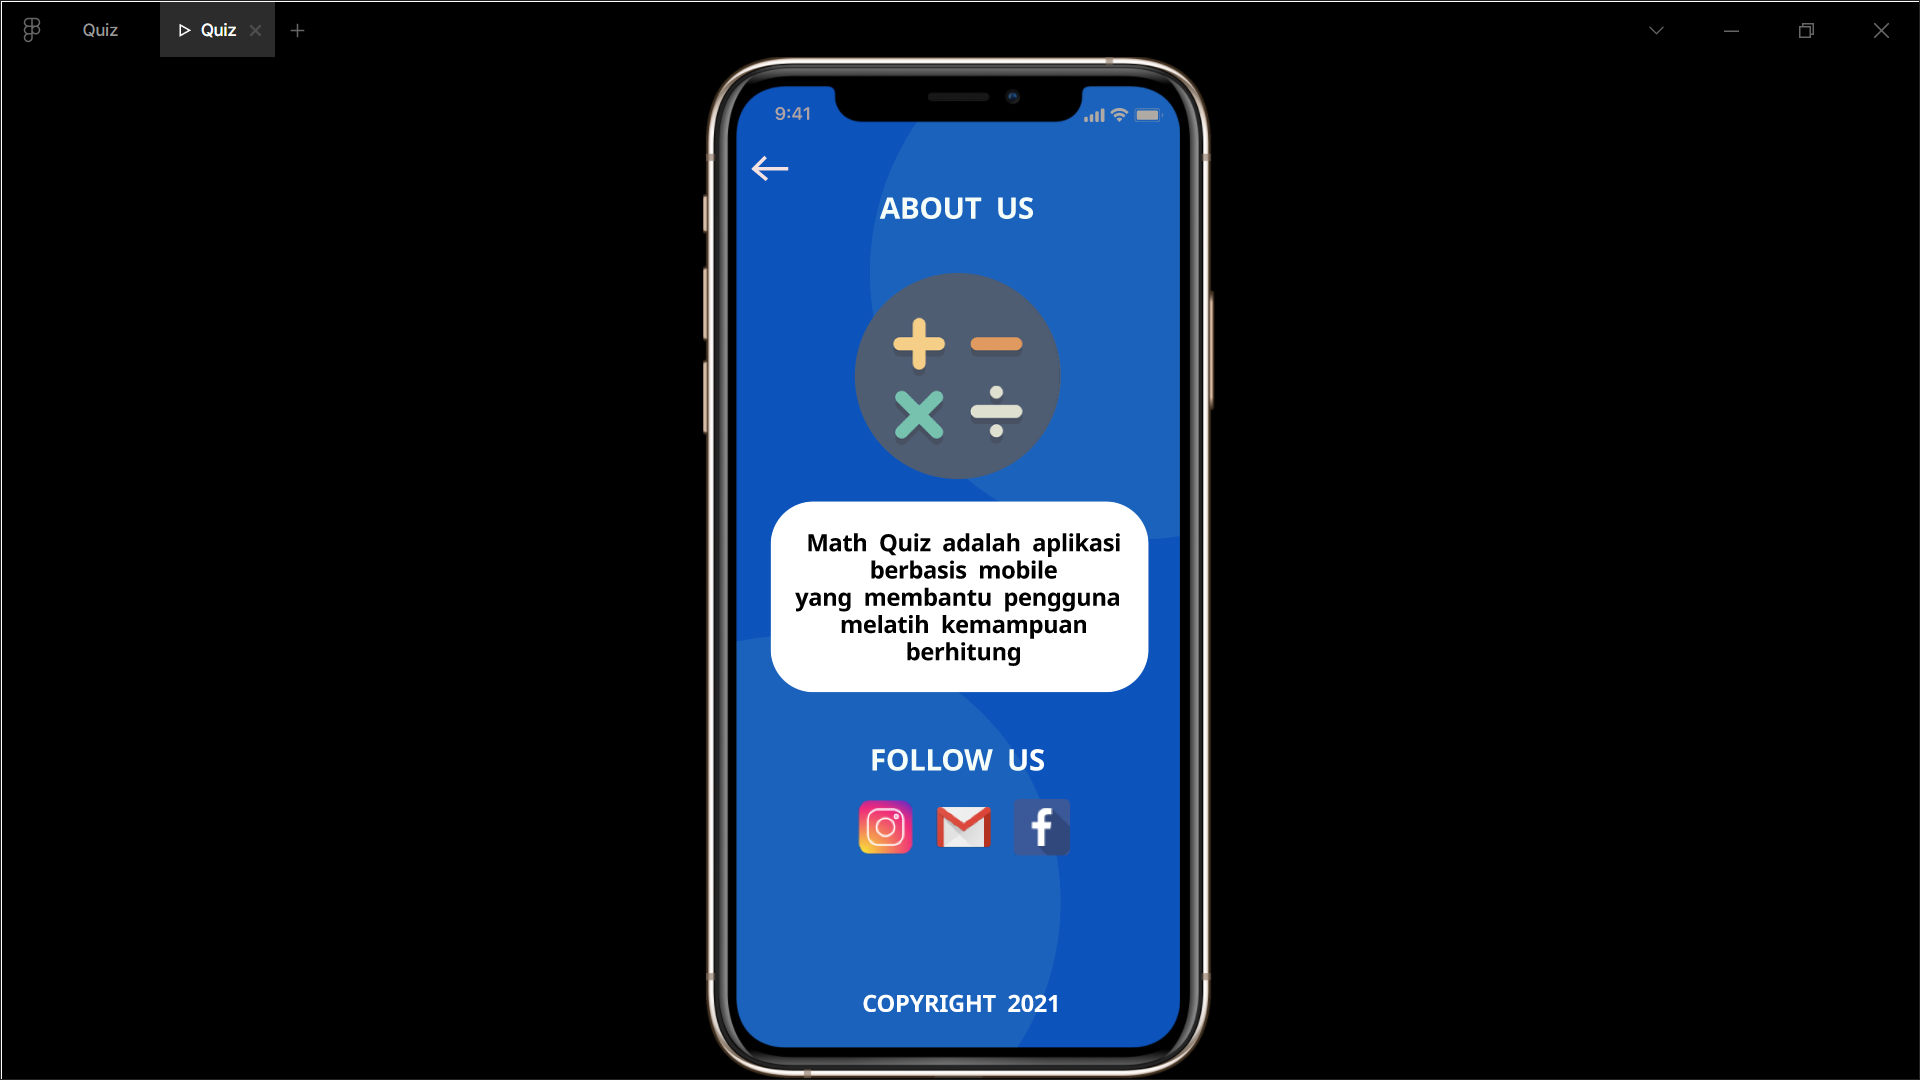 Quiz
Quiz
9:41
ABOUT US
Math Quiz adalah aplikasi
berbasis mobile
yang membantu pengguna
melatih kemampuan
berhitung
FOLLOW US
COPYRIGHT 2021